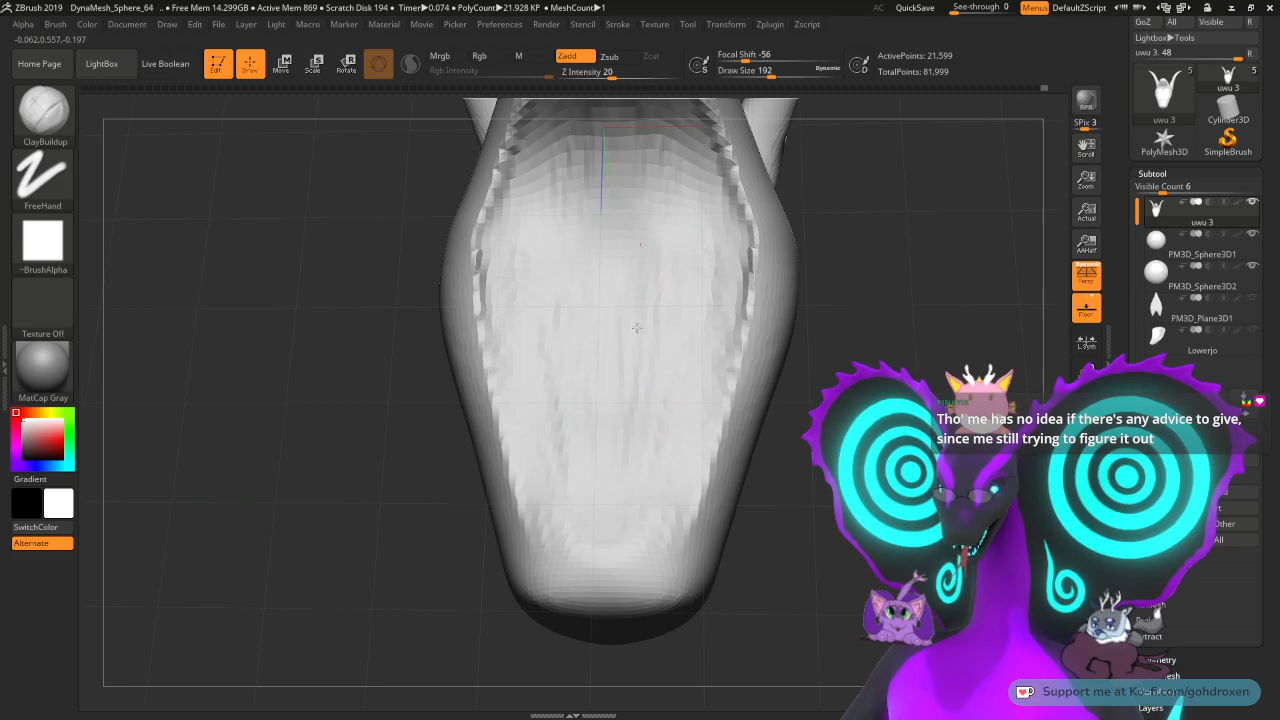 ZBrush 2019 DynaMesh_Sphere_64 • Free Mem 14.299GB • Active Mem 869 • Scratch Disk 194 • Timer▶0.074 • PolyCount▶21.928 KP • MeshCount▶1
AC QuickSave See-through 0 Menus DefaultZScript
Alpha Brush Color Document Draw Edit File Layer Light Macro Marker Material Movie Picker Preferences Render Stencil Stroke Texture Tool Transform Zplugin Zscript
-0.062,0.557,-0.197
GoZ All Visible R
Lightbox▶Tools
uwu 3. 48 R
Home Page LightBox Live Boolean Edit Draw Move Scale Rotate
Mrgb Rgb M Zadd Zsub Zcut
Rgb Intensity Z Intensity 20
Focal Shift -56
Draw Size 192 Dynamic
ActivePoints: 21,599
TotalPoints: 81,999
5 5
uwu 3
uwu 3 Cylinder3D
PolyMesh3D SimpleBrush
ClayBuildup
FreeHand
~BrushAlpha
Texture Off
MatCap Gray
Gradient
SwitchColor
Alternate
BPR
SPix 3
Scroll
Zoom
Actual
AAHalf
Dynamic
Persp
Floor
L.Sym
Subtool
Visible Count 6
uwu 3
PM3D_Sphere3D1
PM3D_Sphere3D2
PM3D_Plane3D1
Lowerjo
Tho' me has no idea if there's any advice to give,
since me still trying to figure it out
Other
All
Layers
Support me at Ko-fi.com/gohdroxen